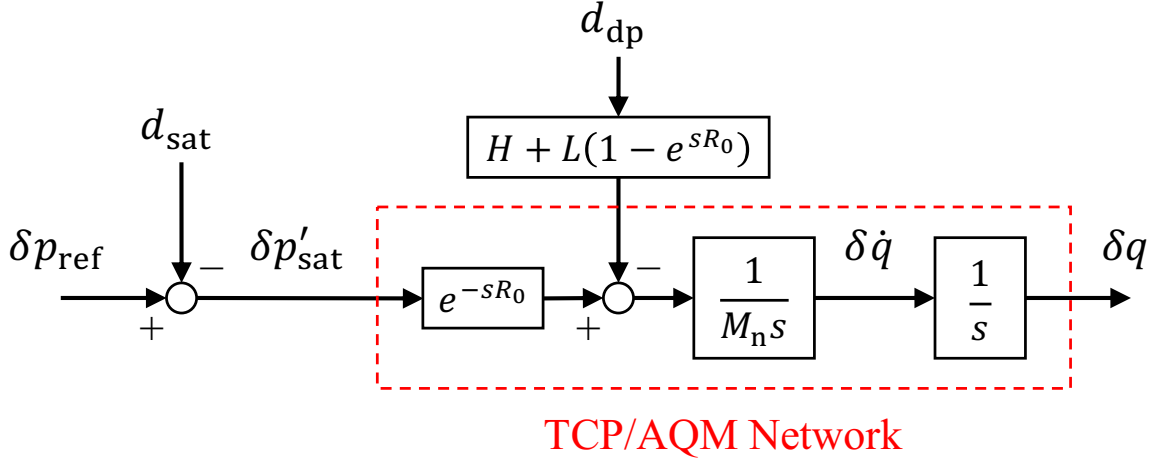 d_dp
d_sat
H + L(1 − e^{sR_0})
−
δp_ref
δp′_sat
−
δq̇
δq
+
e^{−sR_0}
+
1/(M_n s)
1/s
TCP/AQM Network